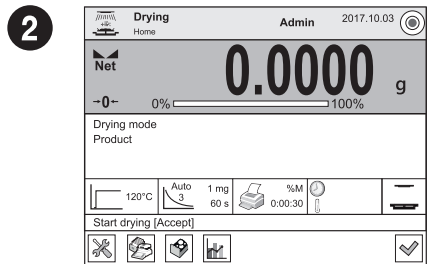 2
Drying
Home
Admin
2017.10.03
Net
0.0000 g
→0←
0% 100%
Drying mode
Product
120°C
Auto
3
1 mg
60 s
%M
0:00:30
Start drying [Accept]